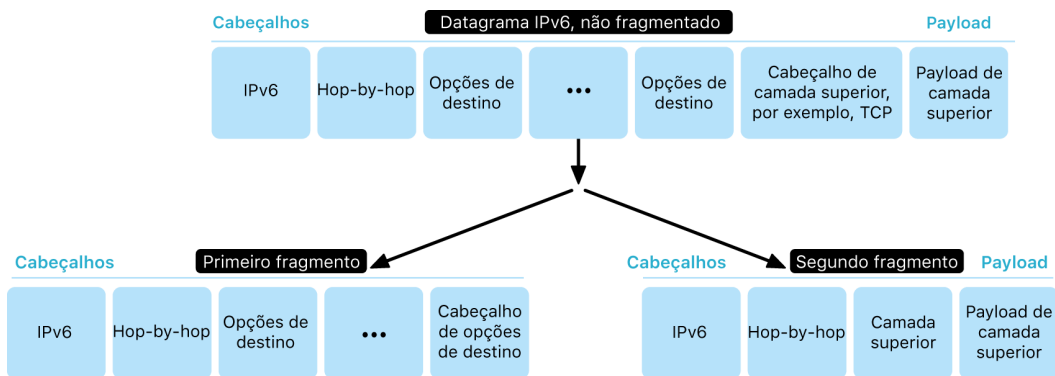 Cabeçalhos
Datagrama IPv6, não fragmentado
Payload
IPv6
Hop-by-hop
Opções de
destino
•••
Opções de
destino
Cabeçalho de
camada superior,
por exemplo, TCP
Payload de
camada
superior
Cabeçalhos
Primeiro fragmento
IPv6
Hop-by-hop
Opções de
destino
•••
Cabeçalho
de opções
de destino
Cabeçalhos
Segundo fragmento
Payload
IPv6
Hop-by-hop
Camada
superior
Payload de
camada
superior